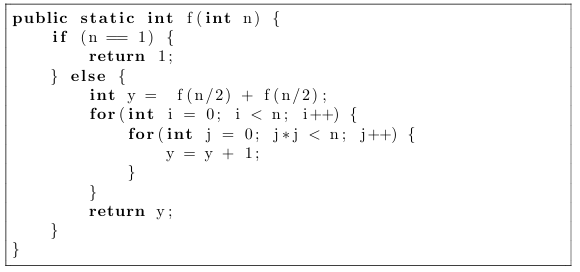 public static int f(int n) {
    if (n == 1) {
        return 1;
    } else {
        int y = f(n/2) + f(n/2);
        for(int i = 0; i < n; i++) {
            for(int j = 0; j*j < n; j++) {
                y = y + 1;
            }
        }
        return y;
    }
}